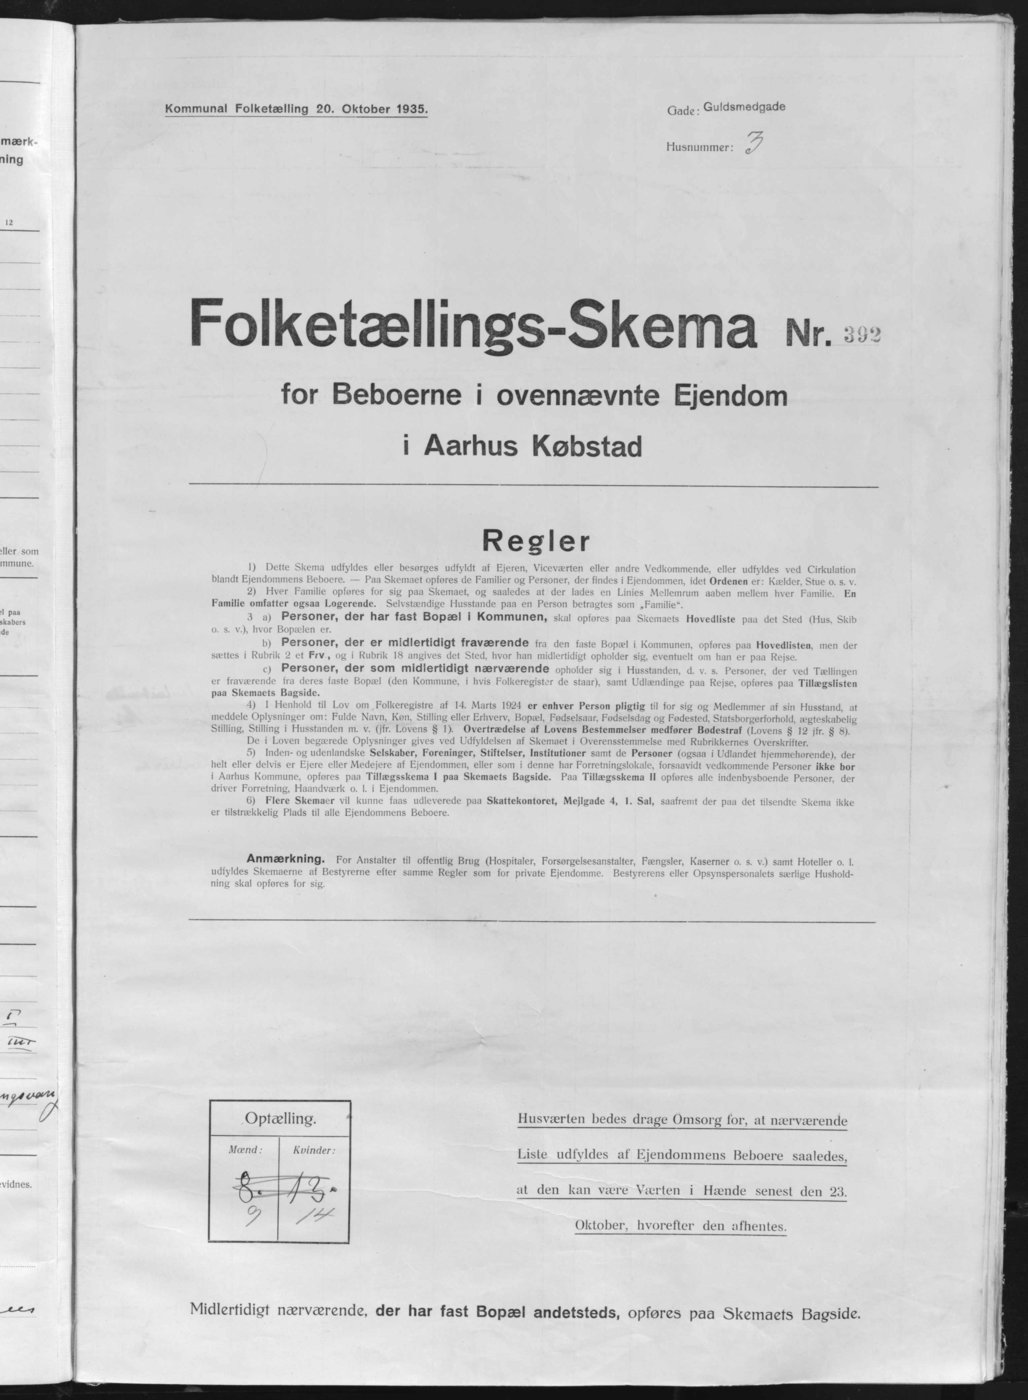 mærk-
ning
12
eller som
mmune.
el paa
skabers
de
I
ngsvang
vidnes.
Kommunal Folketælling 20. Oktober 1935.
Gade: Guldsmedgade
Husnummer: 3
Folketællings-Skema Nr. 392
for Beboerne i ovennævnte Ejendom
i Aarhus Købstad
Regler
1) Dette Skema udfyldes eller besørges udfyldt af Ejeren, Viceværten eller andre Vedkommende, eller udfyldes ved Cirkulation
blandt Ejendommens Beboere. — Paa Skemaet opføres de Familier og Personer, der findes i Ejendommen, idet Ordenen er: Kælder, Stue o. s. v.
2) Hver Familie opføres for sig paa Skemaet, og saaledes at der lades en Linies Mellemrum aaben mellem hver Familie. En
Familie omfatter ogsaa Logerende. Selvstændige Husstande paa en Person betragtes som „Familie“.
3 a) Personer, der har fast Bopæl i Kommunen, skal opføres paa Skemaets Hovedliste paa det Sted (Hus, Skib
o. s. v.), hvor Bopælen er.
b) Personer, der er midlertidigt fraværende fra den faste Bopæl i Kommunen, opføres paa Hovedlisten, men der
sættes i Rubrik 2 et Frv., og i Rubrik 18 angives det Sted, hvor han midlertidigt opholder sig, eventuelt om han er paa Rejse.
c) Personer, der som midlertidigt nærværende opholder sig i Husstanden, d. v. s. Personer, der ved Tællingen
er fraværende fra deres faste Bopæl (den Kommune, i hvis Folkeregister de staar), samt Udlændinge paa Rejse, opføres paa Tillægslisten
paa Skemaets Bagside.
4) I Henhold til Lov om Folkeregistre af 14. Marts 1924 er enhver Person pligtig til for sig og Medlemmer af sin Husstand, at
meddele Oplysninger om: Fulde Navn, Køn, Stilling eller Erhverv, Bopæl, Fødselsaar, Fødselsdag og Fødested, Statsborgerforhold, ægteskabelig
Stilling, Stilling i Husstanden m. v. (jfr. Lovens § 1). Overtrædelse af Lovens Bestemmelser medfører Bødestraf (Lovens § 12 jfr. § 8).
De i Loven begærede Oplysninger gives ved Udfyldelsen af Skemaet i Overensstemmelse med Rubrikkernes Overskrifter.
5) Inden- og udenlandske Selskaber, Foreninger, Stiftelser, Institutioner samt de Personer (ogsaa i Udlandet hjemmehørende), der
helt eller delvis er Ejere eller Medejere af Ejendommen, eller som i denne har Forretningslokale, forsaavidt vedkommende Personer ikke bor
i Aarhus Kommune, opføres paa Tillægsskema I paa Skemaets Bagside. Paa Tillægsskema II opføres alle indenbysboende Personer, der
driver Forretning, Haandværk o. l. i Ejendommen.
6) Flere Skemaer vil kunne faas udleverede paa Skattekontoret, Mejlgade 4, 1. Sal, saafremt der paa det tilsendte Skema ikke
er tilstrækkelig Plads til alle Ejendommens Beboere.
Anmærkning. For Anstalter til offentlig Brug (Hospitaler, Forsørgelsesanstalter, Fængsler, Kaserner o. s. v.) samt Hoteller o. l.
udfyldes Skemaerne af Bestyrerne efter samme Regler som for private Ejendomme. Bestyrerens eller Opsynspersonalets særlige Hushold-
ning skal opføres for sig.
Optælling.
Mænd: Kvinder:
8. 13.
9 14
Husværten bedes drage Omsorg for, at nærværende
Liste udfyldes af Ejendommens Beboere saaledes,
at den kan være Værten i Hænde senest den 23.
Oktober, hvorefter den afhentes.
Midlertidigt nærværende, der har fast Bopæl andetsteds, opføres paa Skemaets Bagside.